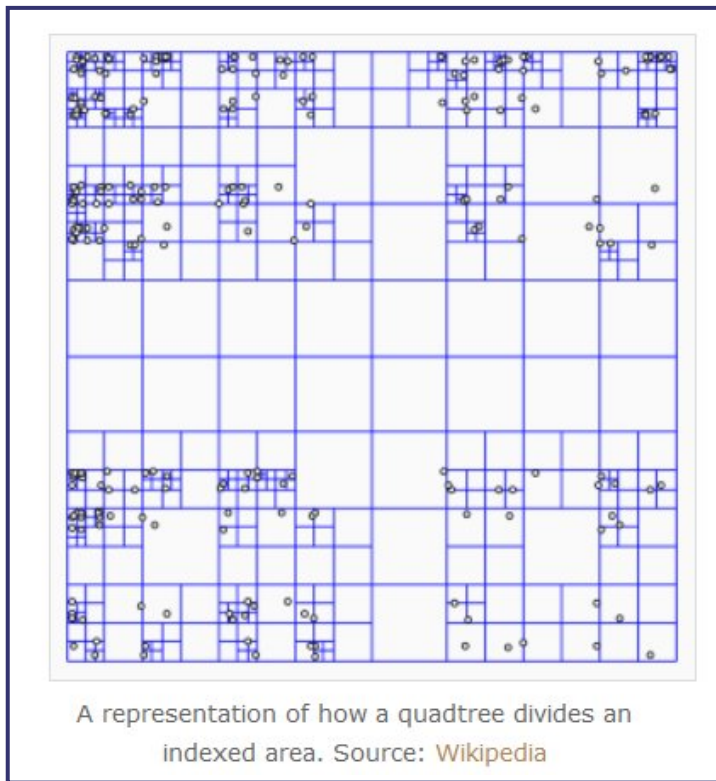 A representation of how a quadtree divides an
indexed area. Source: Wikipedia